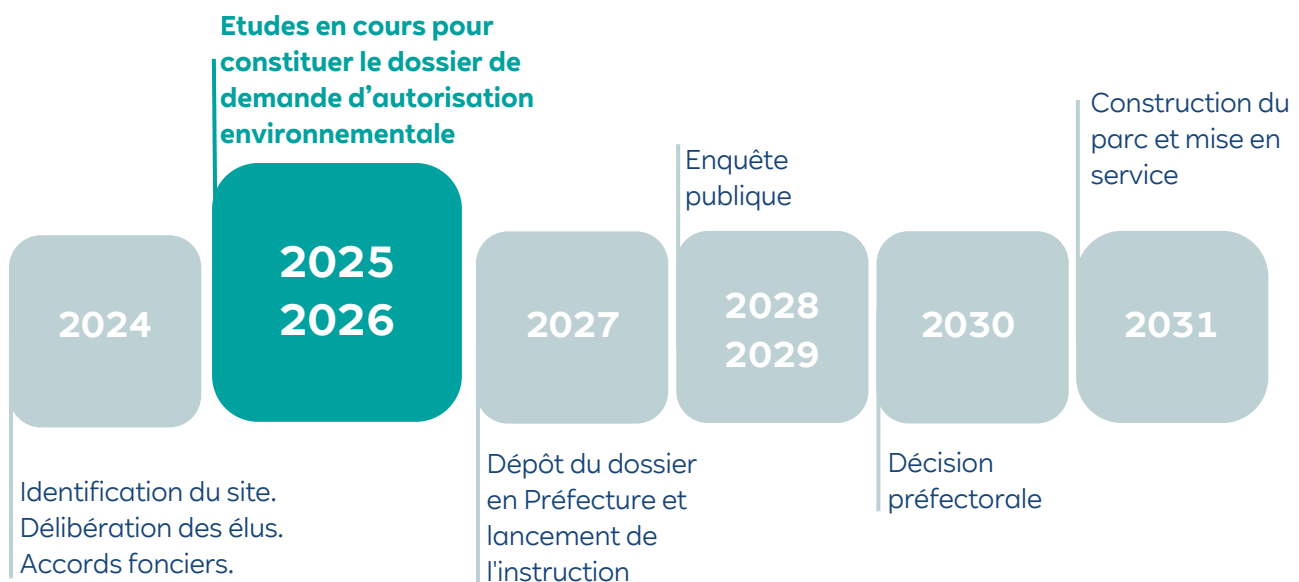 Etudes en cours pour
constituer le dossier de
demande d'autorisation
environnementale
Construction du
parc et mise en
service
Enquête
publique
2024
2025
2026
2027
2028
2029
2030
2031
Identification du site.
Délibération des élus.
Accords fonciers.
Dépôt du dossier
en Préfecture et
lancement de
l'instruction
Décision
préfectorale